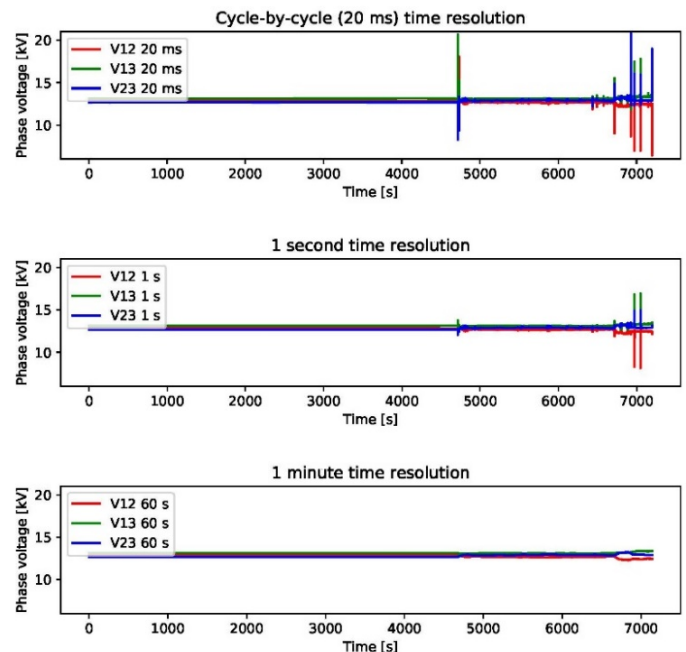 Cycle-by-cycle (20 ms) time resolution
20
15
10
Phase voltage [kV]
V12 20 ms
V13 20 ms
V23 20 ms
0 1000 2000 3000 4000 5000 6000 7000
Time [s]
1 second time resolution
20
15
10
Phase voltage [kV]
V12 1 s
V13 1 s
V23 1 s
0 1000 2000 3000 4000 5000 6000 7000
Time [s]
1 minute time resolution
20
15
10
Phase voltage [kV]
V12 60 s
V13 60 s
V23 60 s
0 1000 2000 3000 4000 5000 6000 7000
Time [s]